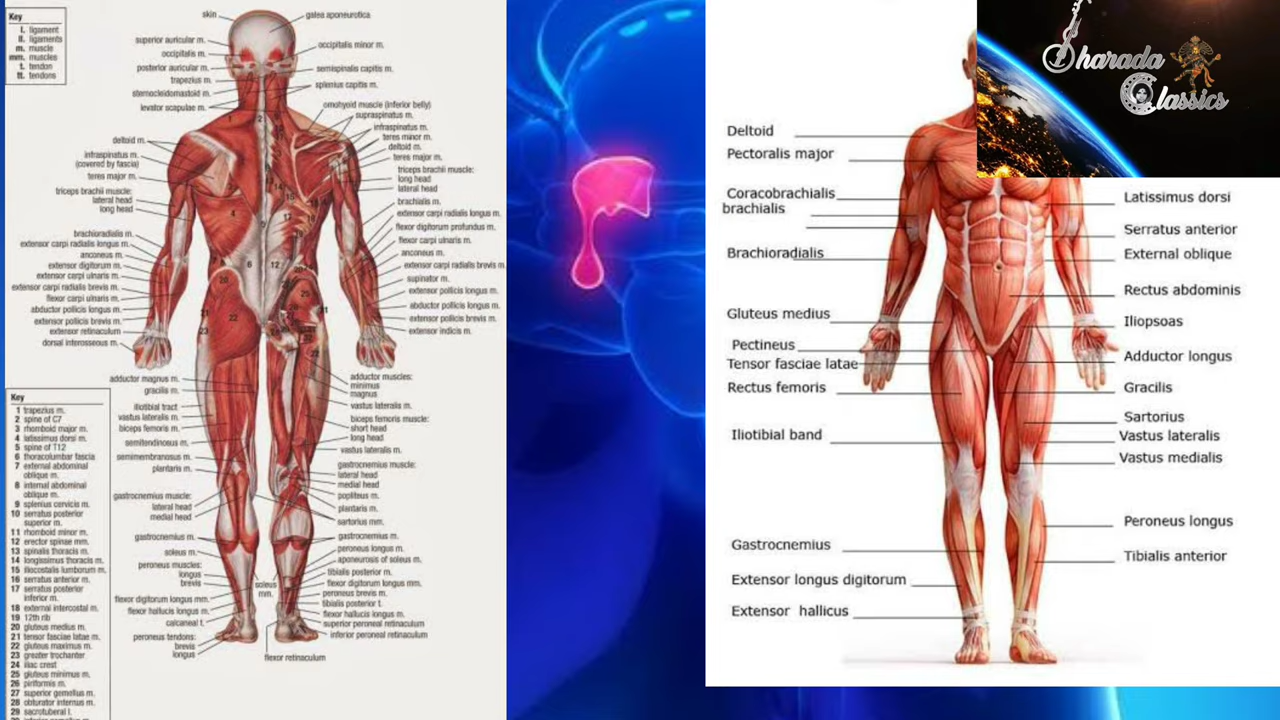 Key
l. ligament
ll. ligaments
m. muscle
mm. muscles
t. tendon
tt. tendons
skin
galea aponeurotica
superior auricular m.
occipitalis m.
posterior auricular m.
trapezius m.
sternocleidomastoid m.
levator scapulae m.
occipitalis minor m.
semispinalis capitis m.
splenius capitis m.
omohyoid muscle (inferior belly)
supraspinatus m.
infraspinatus m.
teres minor m.
deltoid m.
teres major m.
triceps brachii muscle:
long head
lateral head
brachialis m.
extensor carpi radialis longus m.
flexor digitorum profundus m.
flexor carpi ulnaris m.
anconeus m.
extensor carpi radialis brevis m.
supinator m.
extensor pollicis longus m.
abductor pollicis longus m.
extensor pollicis brevis m.
extensor indicis m.
deltoid m.
infraspinatus m.
(covered by fascia)
teres major m.
triceps brachii muscle:
lateral head
long head
brachioradialis m.
extensor carpi radialis longus m.
anconeus m.
extensor digitorum m.
extensor carpi ulnaris m.
extensor carpi radialis brevis m.
flexor carpi ulnaris m.
abductor pollicis longus m.
extensor pollicis brevis m.
extensor retinaculum
dorsal interosseous m.
adductor magnus m.
gracilis m.
iliotibial tract
vastus lateralis m.
biceps femoris m.
semitendinosus m.
semimembranosus m.
plantaris m.
gastrocnemius muscle:
lateral head
medial head
gastrocnemius m.
soleus m.
peroneus muscles:
longus
brevis
flexor digitorum longus mm.
flexor hallucis longus m.
calcaneal t.
peroneus tendons:
brevis
longus
soleus
mm.
flexor retinaculum
adductor muscles:
minimus
magnus
vastus lateralis m.
biceps femoris muscle:
short head
long head
vastus lateralis m.
gastrocnemius muscle:
lateral head
medial head
popliteus m.
plantaris m.
sartorius mm.
gastrocnemius m.
peroneus longus m.
aponeurosis of soleus m.
tibialis posterior m.
flexor digitorum longus mm.
peroneus brevis m.
tibialis posterior t.
flexor hallucis longus m.
superior peroneal retinaculum
inferior peroneal retinaculum
Key
1 trapezius m.
2 spine of C7
3 rhomboid major m.
4 latissimus dorsi m.
5 spine of T12
6 thoracolumbar fascia
7 external abdominal
oblique m.
8 internal abdominal
oblique m.
9 splenius cervicis m.
10 serratus posterior
superior m.
11 rhomboid minor m.
12 erector spinae mm.
13 spinalis thoracis m.
14 longissimus thoracis m.
15 iliocostalis lumborum m.
16 serratus anterior m.
17 serratus posterior
inferior m.
18 external intercostal m.
19 12th rib
20 gluteus medius m.
21 tensor fasciae latae m.
22 gluteus maximus m.
23 greater trochanter
24 iliac crest
25 gluteus minimus m.
26 piriformis m.
27 superior gemellus m.
28 obturator internus m.
29 sacrotuberal l.
Sharada
Classics
Deltoid
Pectoralis major
Coracobrachialis
brachialis
Brachioradialis
Gluteus medius
Pectineus
Tensor fasciae latae
Rectus femoris
Iliotibial band
Gastrocnemius
Extensor longus digitorum
Extensor hallicus
Latissimus dorsi
Serratus anterior
External oblique
Rectus abdominis
Iliopsoas
Adductor longus
Gracilis
Sartorius
Vastus lateralis
Vastus medialis
Peroneus longus
Tibialis anterior